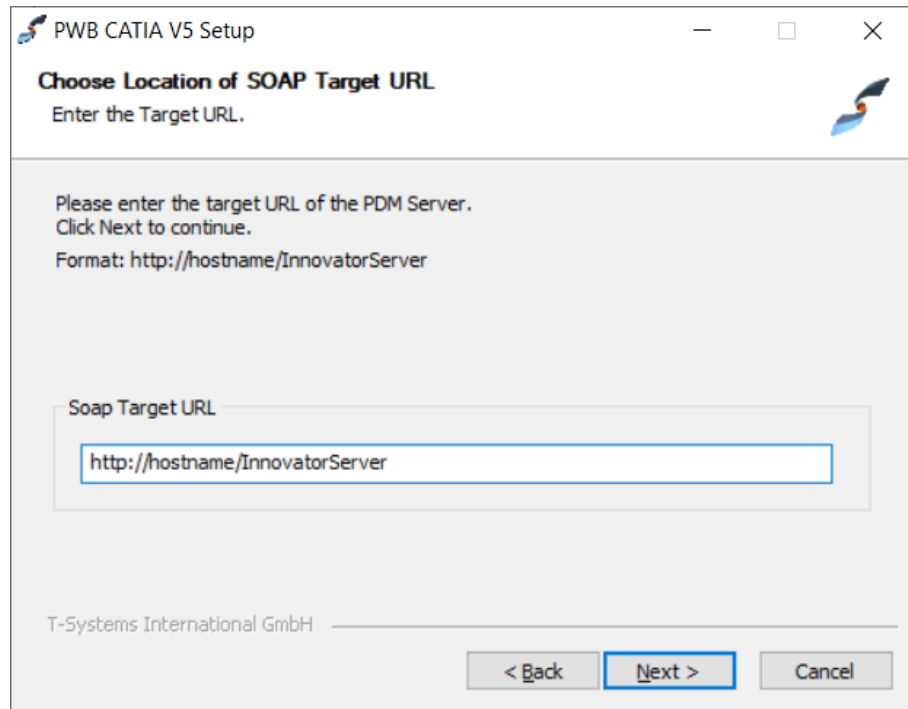 PWB CATIA V5 Setup
Choose Location of SOAP Target URL
Enter the Target URL.
Please enter the target URL of the PDM Server.
Click Next to continue.
Format: http://hostname/InnovatorServer
Soap Target URL
http://hostname/InnovatorServer
T-Systems International GmbH
< Back Next > Cancel